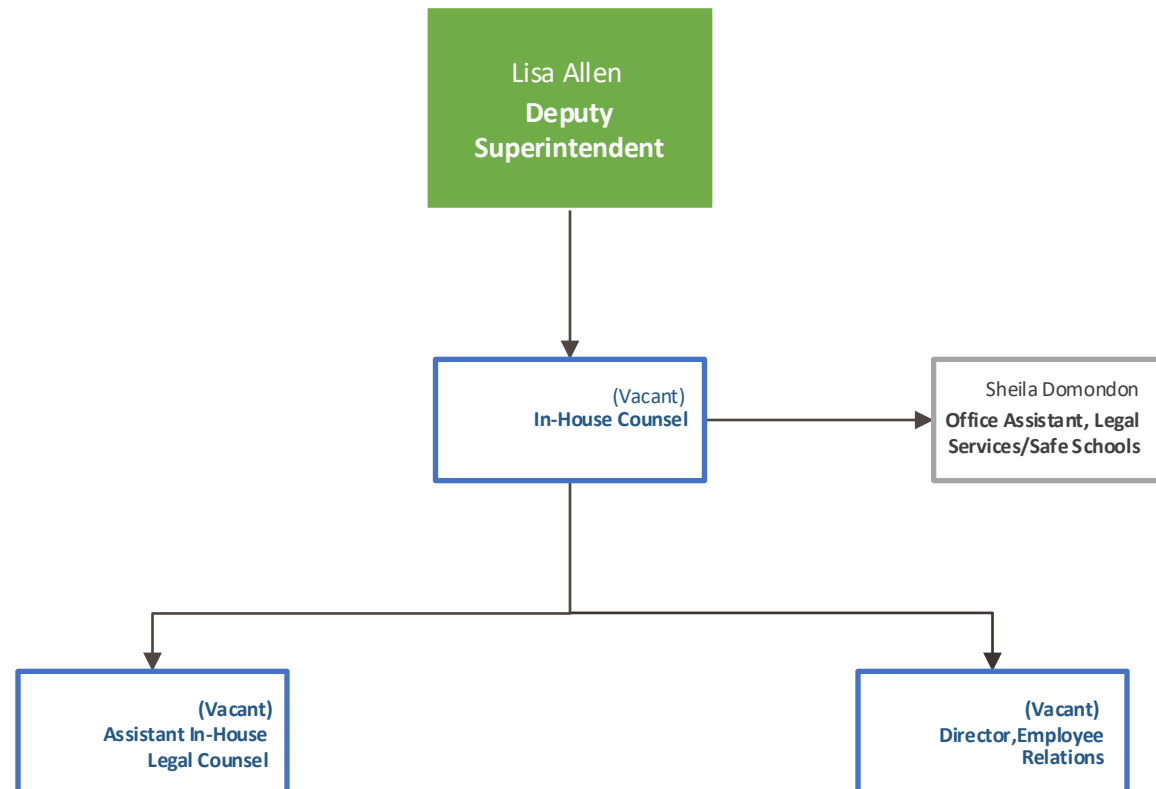 Lisa Allen
Deputy
Superintendent
(Vacant)
In-House Counsel
Sheila Domondon
Office Assistant, Legal
Services/Safe Schools
(Vacant)
Assistant In-House
Legal Counsel
(Vacant)
Director,Employee
Relations